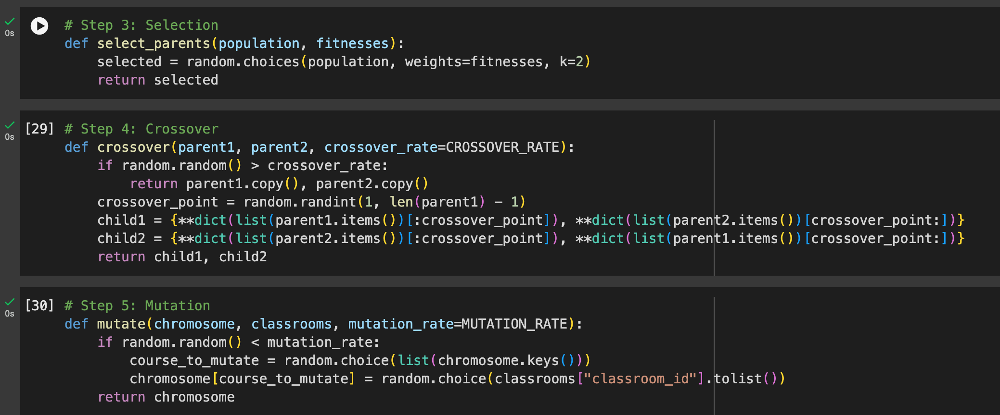 0s
# Step 3: Selection
def select_parents(population, fitnesses):
    selected = random.choices(population, weights=fitnesses, k=2)
    return selected
0s
[29] # Step 4: Crossover
def crossover(parent1, parent2, crossover_rate=CROSSOVER_RATE):
    if random.random() > crossover_rate:
        return parent1.copy(), parent2.copy()
    crossover_point = random.randint(1, len(parent1) - 1)
    child1 = {**dict(list(parent1.items())[:crossover_point]), **dict(list(parent2.items())[crossover_point:])}
    child2 = {**dict(list(parent2.items())[:crossover_point]), **dict(list(parent1.items())[crossover_point:])}
    return child1, child2
0s
[30] # Step 5: Mutation
def mutate(chromosome, classrooms, mutation_rate=MUTATION_RATE):
    if random.random() < mutation_rate:
        course_to_mutate = random.choice(list(chromosome.keys()))
        chromosome[course_to_mutate] = random.choice(classrooms["classroom_id"].tolist())
    return chromosome